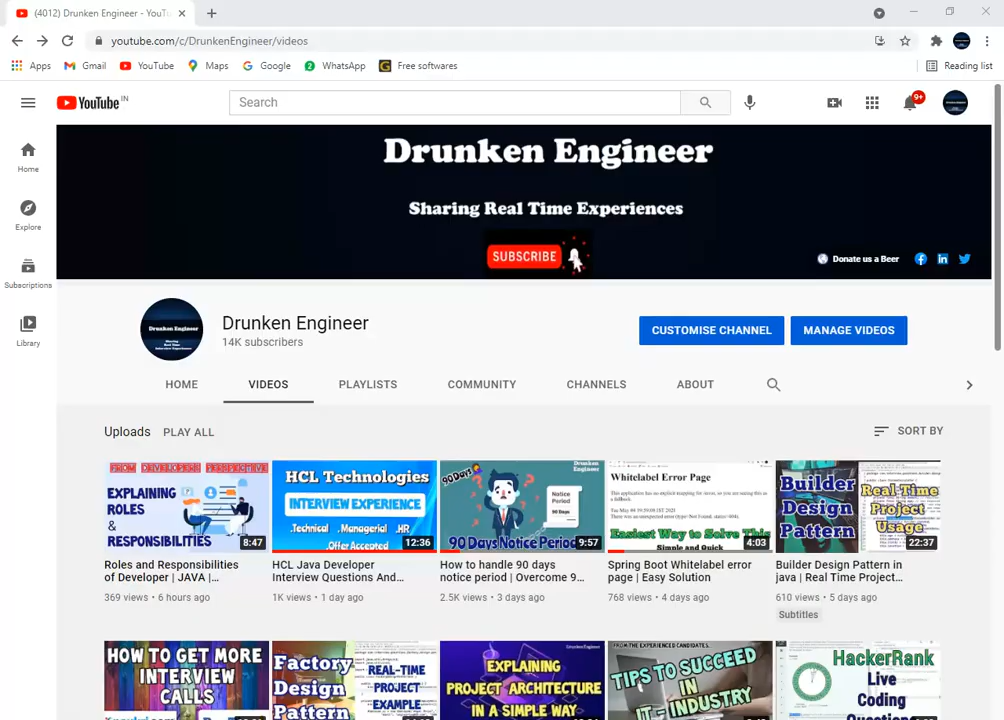 (4012) Drunken Engineer - YouTu
youtube.com/c/DrunkenEngineer/videos
Apps Gmail YouTube Maps Google WhatsApp Free softwares Reading list
YouTube IN
Search
9+
Home
Explore
Subscriptions
Library
Drunken Engineer
Sharing Real Time Experiences
SUBSCRIBE
Donate us a Beer
Drunken Engineer
14K subscribers
CUSTOMISE CHANNEL
MANAGE VIDEOS
HOME VIDEOS PLAYLISTS COMMUNITY CHANNELS ABOUT
Uploads PLAY ALL SORT BY
FROM DEVELOPERS PERSPECTIVE
EXPLAINING
ROLES
&
RESPONSIBILITIES
8:47
Roles and Responsibilities
of Developer | JAVA |...
369 views • 6 hours ago
HCL Technologies
INTERVIEW EXPERIENCE
.Technical .Managerial .HR
.Offer Accepted
12:36
HCL Java Developer
Interview Questions And...
1K views • 1 day ago
90 Days
Drunken
Engineer
Notice
Period
90 Days
90 Days Notice Period
9:57
How to handle 90 days
notice period | Overcome 9...
2.5K views • 3 days ago
Whitelabel Error Page
Easiest Way to Solve This
Simple and Quick
4:03
Spring Boot Whitelabel error
page | Easy Solution
768 views • 4 days ago
Builder
Design
Pattern
Real Time
Project
Usage
22:37
Builder Design Pattern in
java | Real Time Project...
610 views • 5 days ago
Subtitles
HOW TO GET MORE
INTERVIEW
CALLS
Factory
Design
Pattern
REAL-TIME
PROJECT
EXAMPLE
EXPLAINING
PROJECT ARCHITECTURE
IN A SIMPLE WAY
FROM THE EXPERIENCED CANDIDATES.
TIPS TO SUCCEED
IN
IT - INDUSTRY
HackerRank
Live
Coding